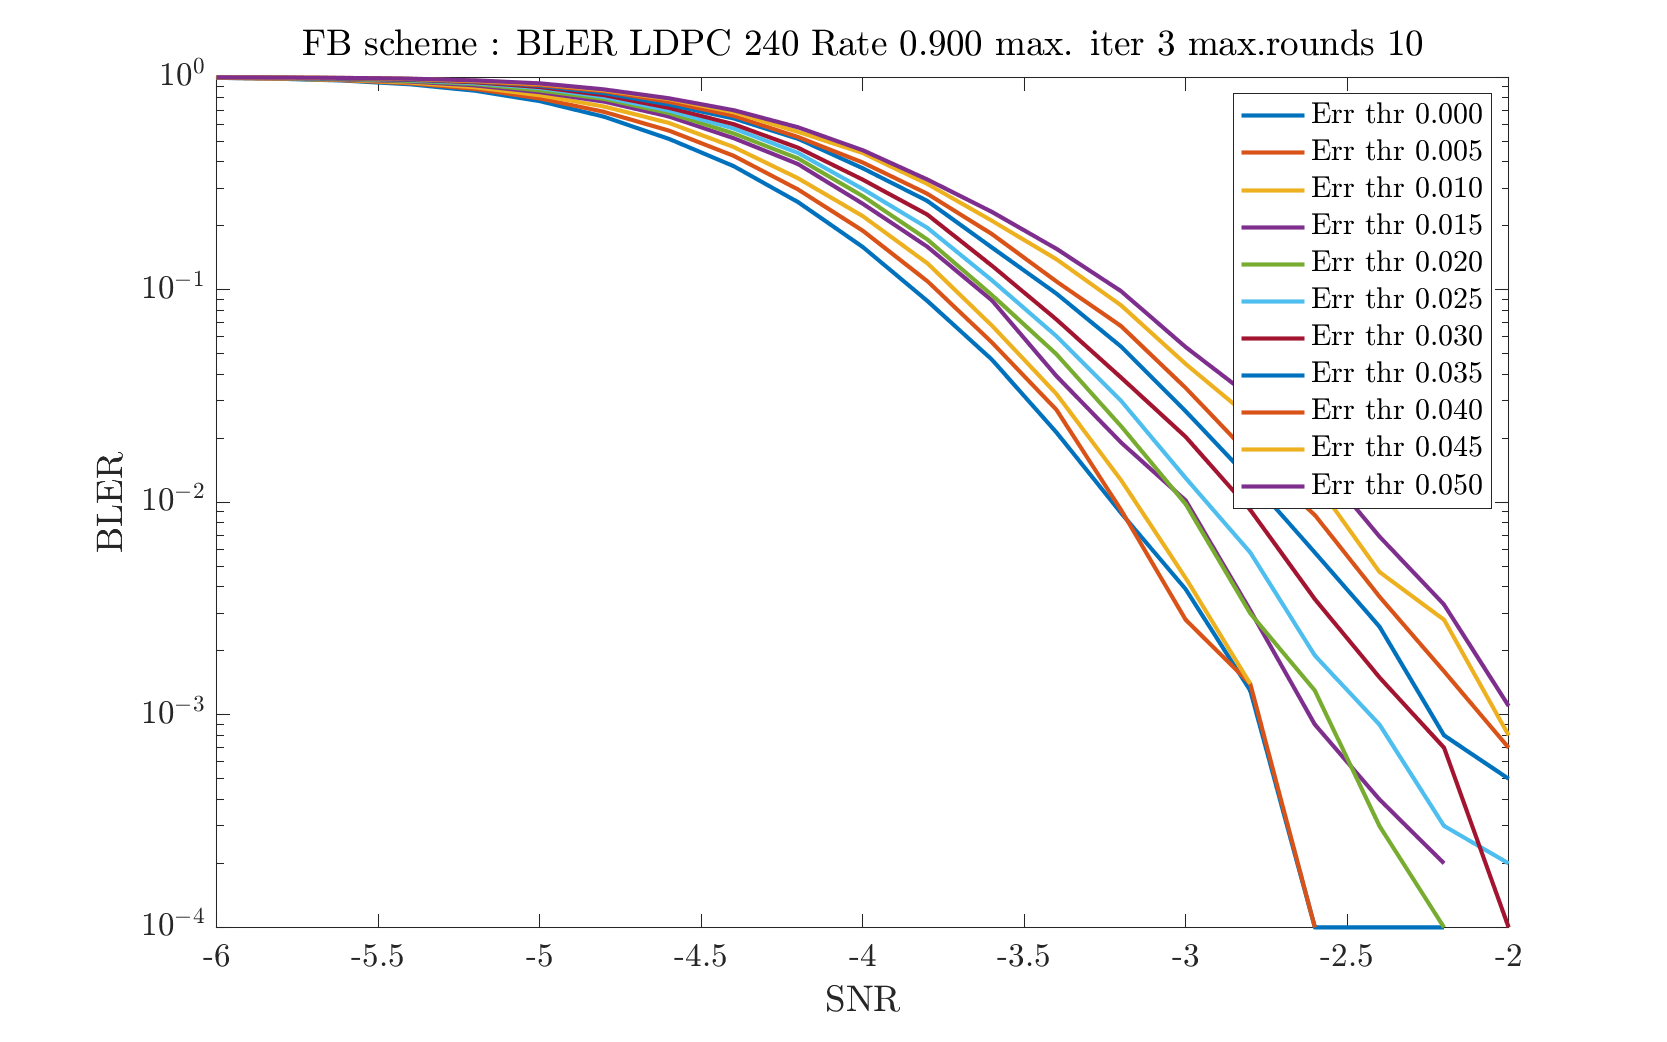 FB scheme : BLER LDPC 240 Rate 0.900 max. iter 3 max.rounds 10
10^0
10^-1
10^-2
10^-3
10^-4
BLER
Err thr 0.000
Err thr 0.005
Err thr 0.010
Err thr 0.015
Err thr 0.020
Err thr 0.025
Err thr 0.030
Err thr 0.035
Err thr 0.040
Err thr 0.045
Err thr 0.050
-6 -5.5 -5 -4.5 -4 -3.5 -3 -2.5 -2
SNR